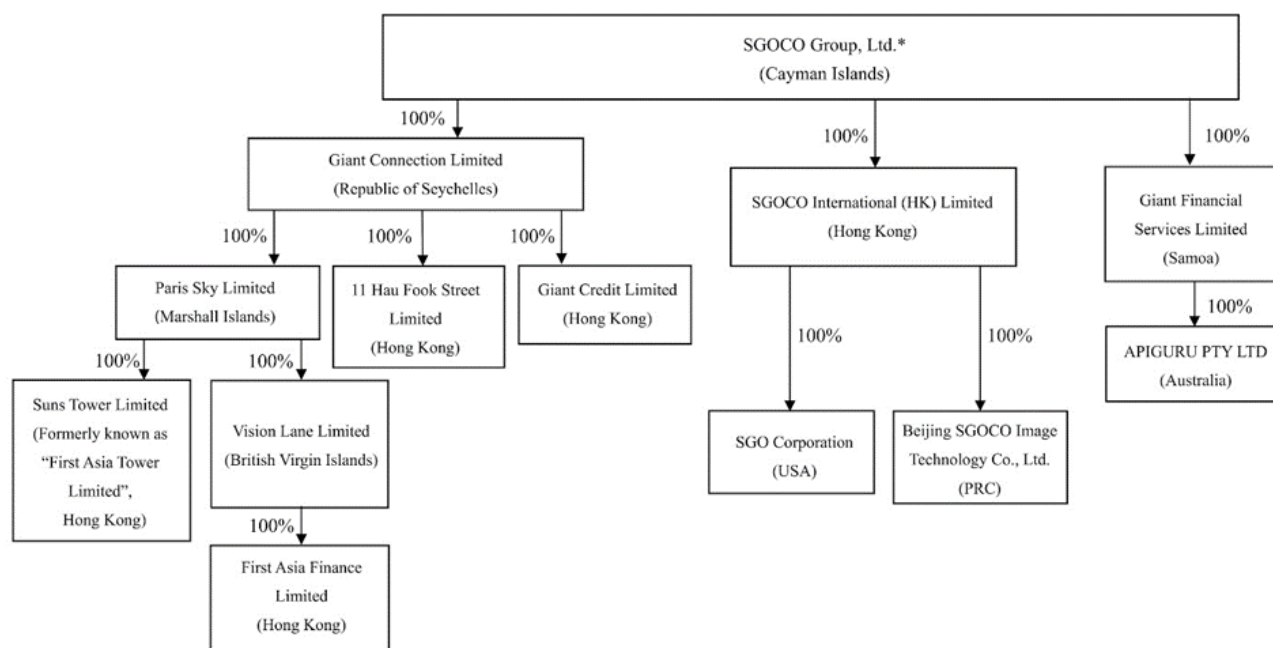 SGOCO Group, Ltd.*
(Cayman Islands)
100%
100%
100%
Giant Connection Limited
(Republic of Seychelles)
SGOCO International (HK) Limited
(Hong Kong)
Giant Financial
Services Limited
(Samoa)
100%
100%
100%
Paris Sky Limited
(Marshall Islands)
11 Hau Fook Street
Limited
(Hong Kong)
Giant Credit Limited
(Hong Kong)
100%
100%
100%
APIGURU PTY LTD
(Australia)
100%
100%
Suns Tower Limited
(Formerly known as
“First Asia Tower
Limited”,
Hong Kong)
Vision Lane Limited
(British Virgin Islands)
SGO Corporation
(USA)
Beijing SGOCO Image
Technology Co., Ltd.
(PRC)
100%
First Asia Finance
Limited
(Hong Kong)